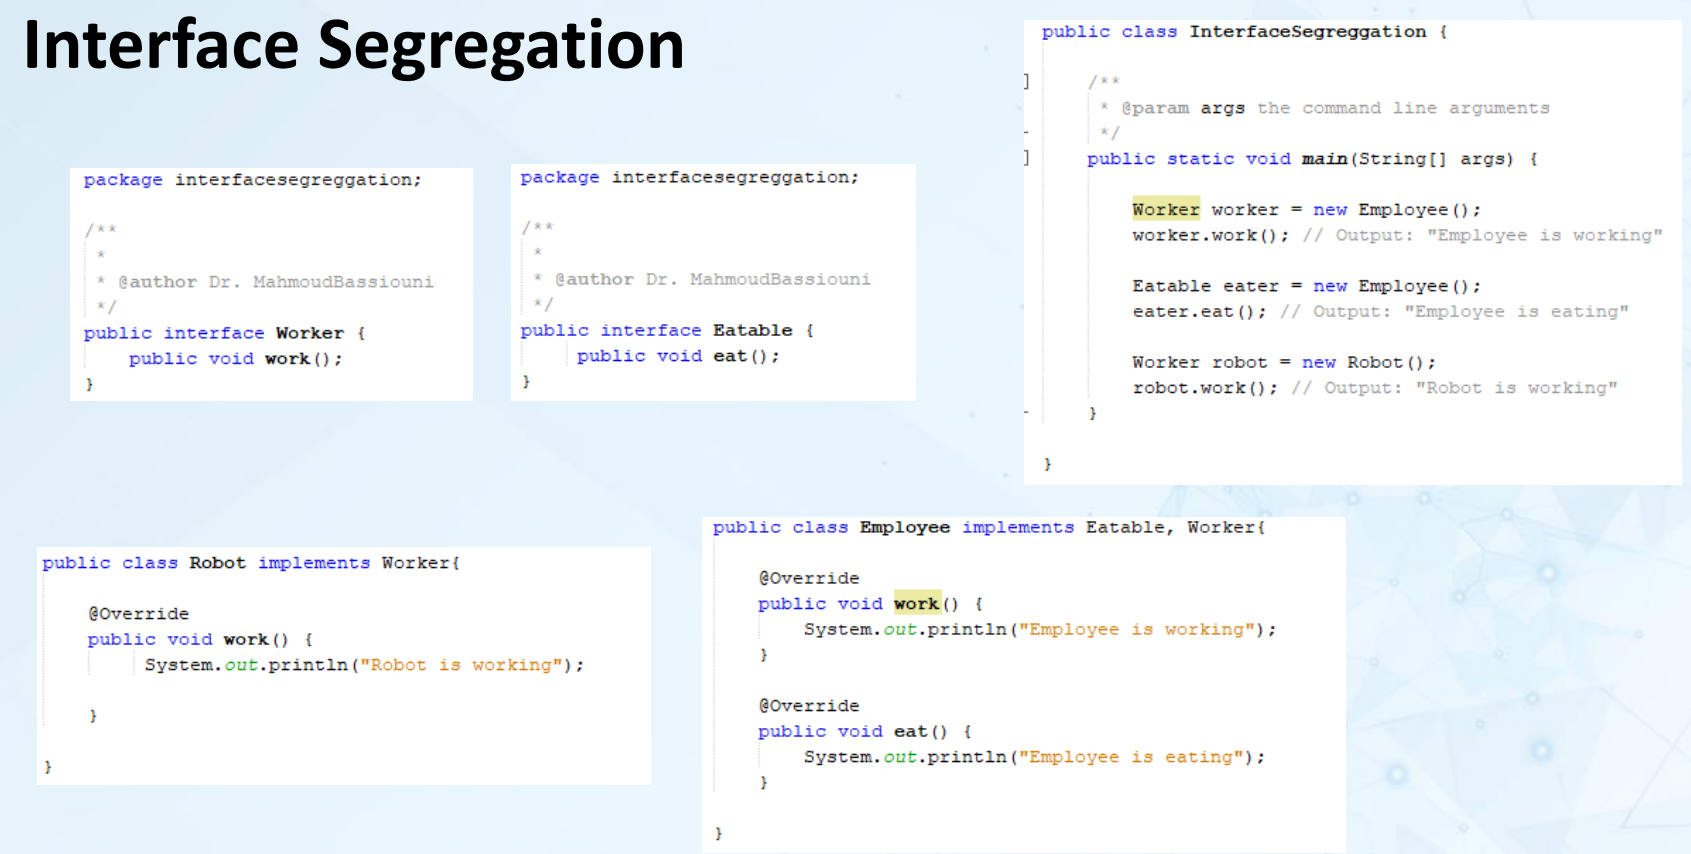 Interface Segregation
package interfacesegreggation;
/**
*
* @author Dr. MahmoudBassiouni
*/
public interface Worker {
public void work();
}
package interfacesegreggation;
/**
*
* @author Dr. MahmoudBassiouni
*/
public interface Eatable {
public void eat();
}
public class InterfaceSegreggation {
/**
* @param args the command line arguments
*/
public static void main(String[] args) {
Worker worker = new Employee();
worker.work(); // Output: "Employee is working"
Eatable eater = new Employee();
eater.eat(); // Output: "Employee is eating"
Worker robot = new Robot();
robot.work(); // Output: "Robot is working"
}
}
public class Robot implements Worker{
@Override
public void work() {
System.out.println("Robot is working");
}
}
public class Employee implements Eatable, Worker{
@Override
public void work() {
System.out.println("Employee is working");
}
@Override
public void eat() {
System.out.println("Employee is eating");
}
}